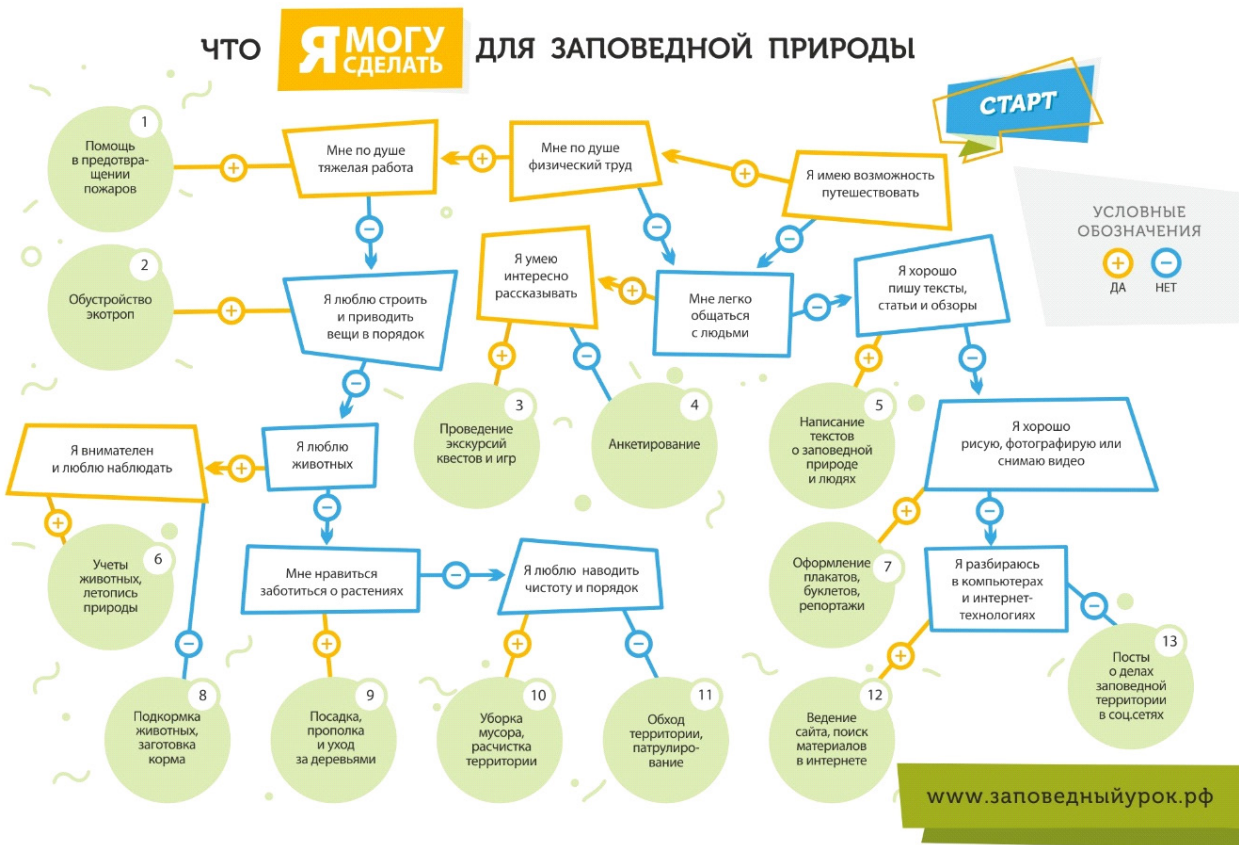 ЧТО Я МОГУ СДЕЛАТЬ ДЛЯ ЗАПОВЕДНОЙ ПРИРОДЫ
СТАРТ
УСЛОВНЫЕ
ОБОЗНАЧЕНИЯ
+ −
ДА НЕТ
Я имею возможность
путешествовать
+
−
Мне по душе
физический труд
+
−
Мне по душе
тяжелая работа
+
−
1
Помощь
в предотвра-
щении
пожаров
Я люблю строить
и приводить
вещи в порядок
+
−
2
Обустройство
экотроп
Мне легко
общаться
с людьми
+
−
Я умею
интересно
рассказывать
+
−
3
Проведение
экскурсий
квестов и игр
4
Анкетирование
Я хорошо
пишу тексты,
статьи и обзоры
+
−
5
Написание
текстов
о заповедной
природе
и людях
Я хорошо
рисую, фотографирую или
снимаю видео
+
−
Я люблю
животных
+
−
Я внимателен
и люблю наблюдать
+
−
6
Учеты
животных,
летопись
природы
7
Оформление
плакатов,
буклетов,
репортажи
Я разбираюсь
в компьютерах
и интернет-
технологиях
+
−
Мне нравиться
заботиться о растениях
+
−
Я люблю наводить
чистоту и порядок
+
−
8
Подкормка
животных,
заготовка
корма
9
Посадка,
прополка
и уход
за деревьями
10
Уборка
мусора,
расчистка
территории
11
Обход
территории,
патрулиро-
вание
12
Ведение
сайта, поиск
материалов
в интернете
13
Посты
о делах
заповедной
территории
в соц.сетях
www.заповедныйурок.рф